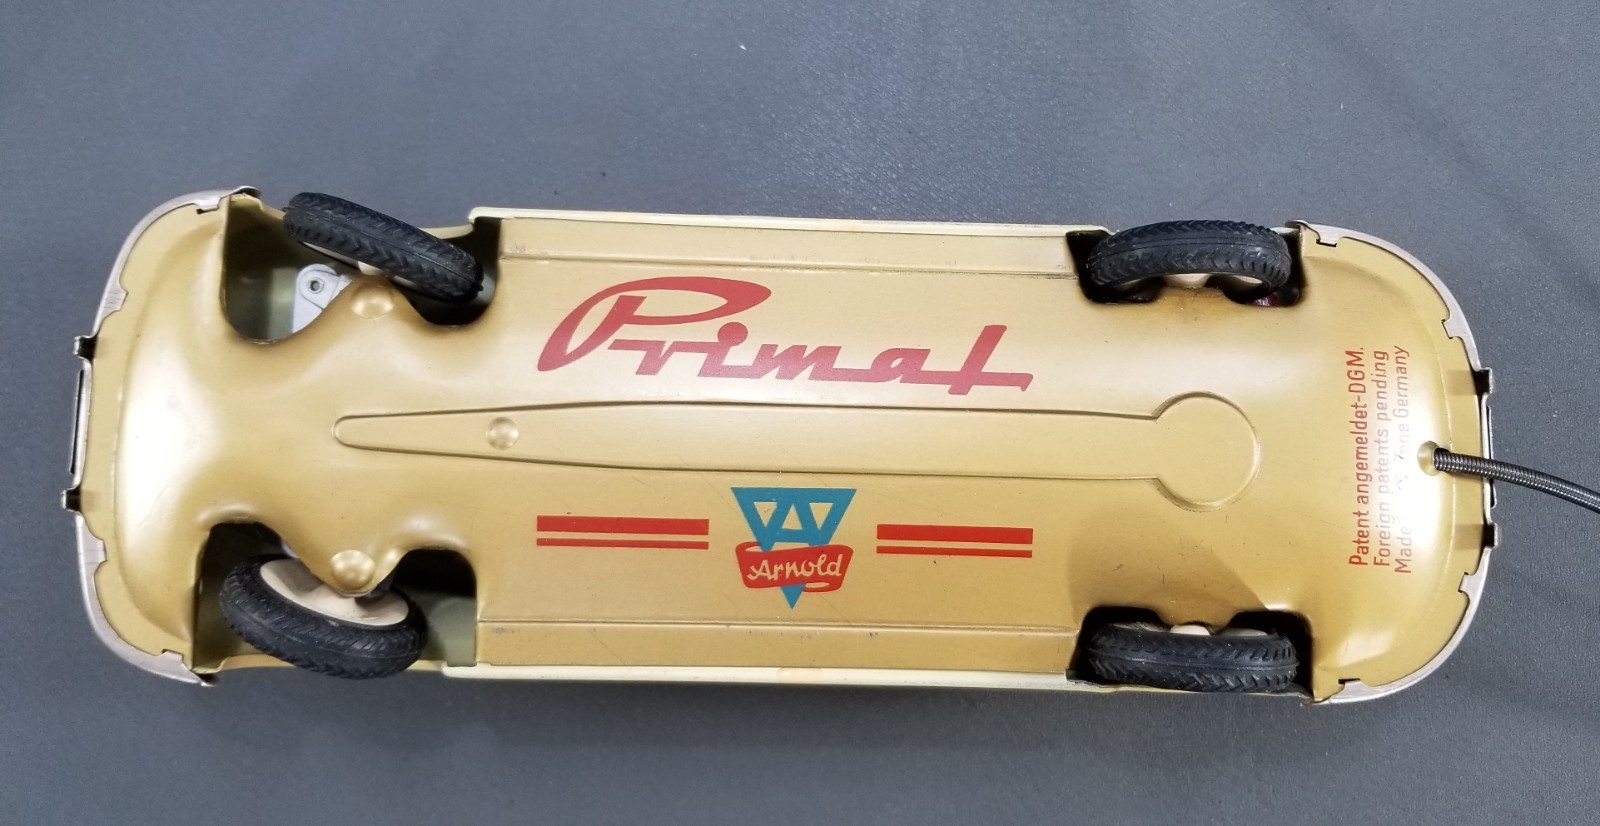 Primat
Arnold
Patent angemeldet-DGM.
Foreign patents pending
Made Zone Germany